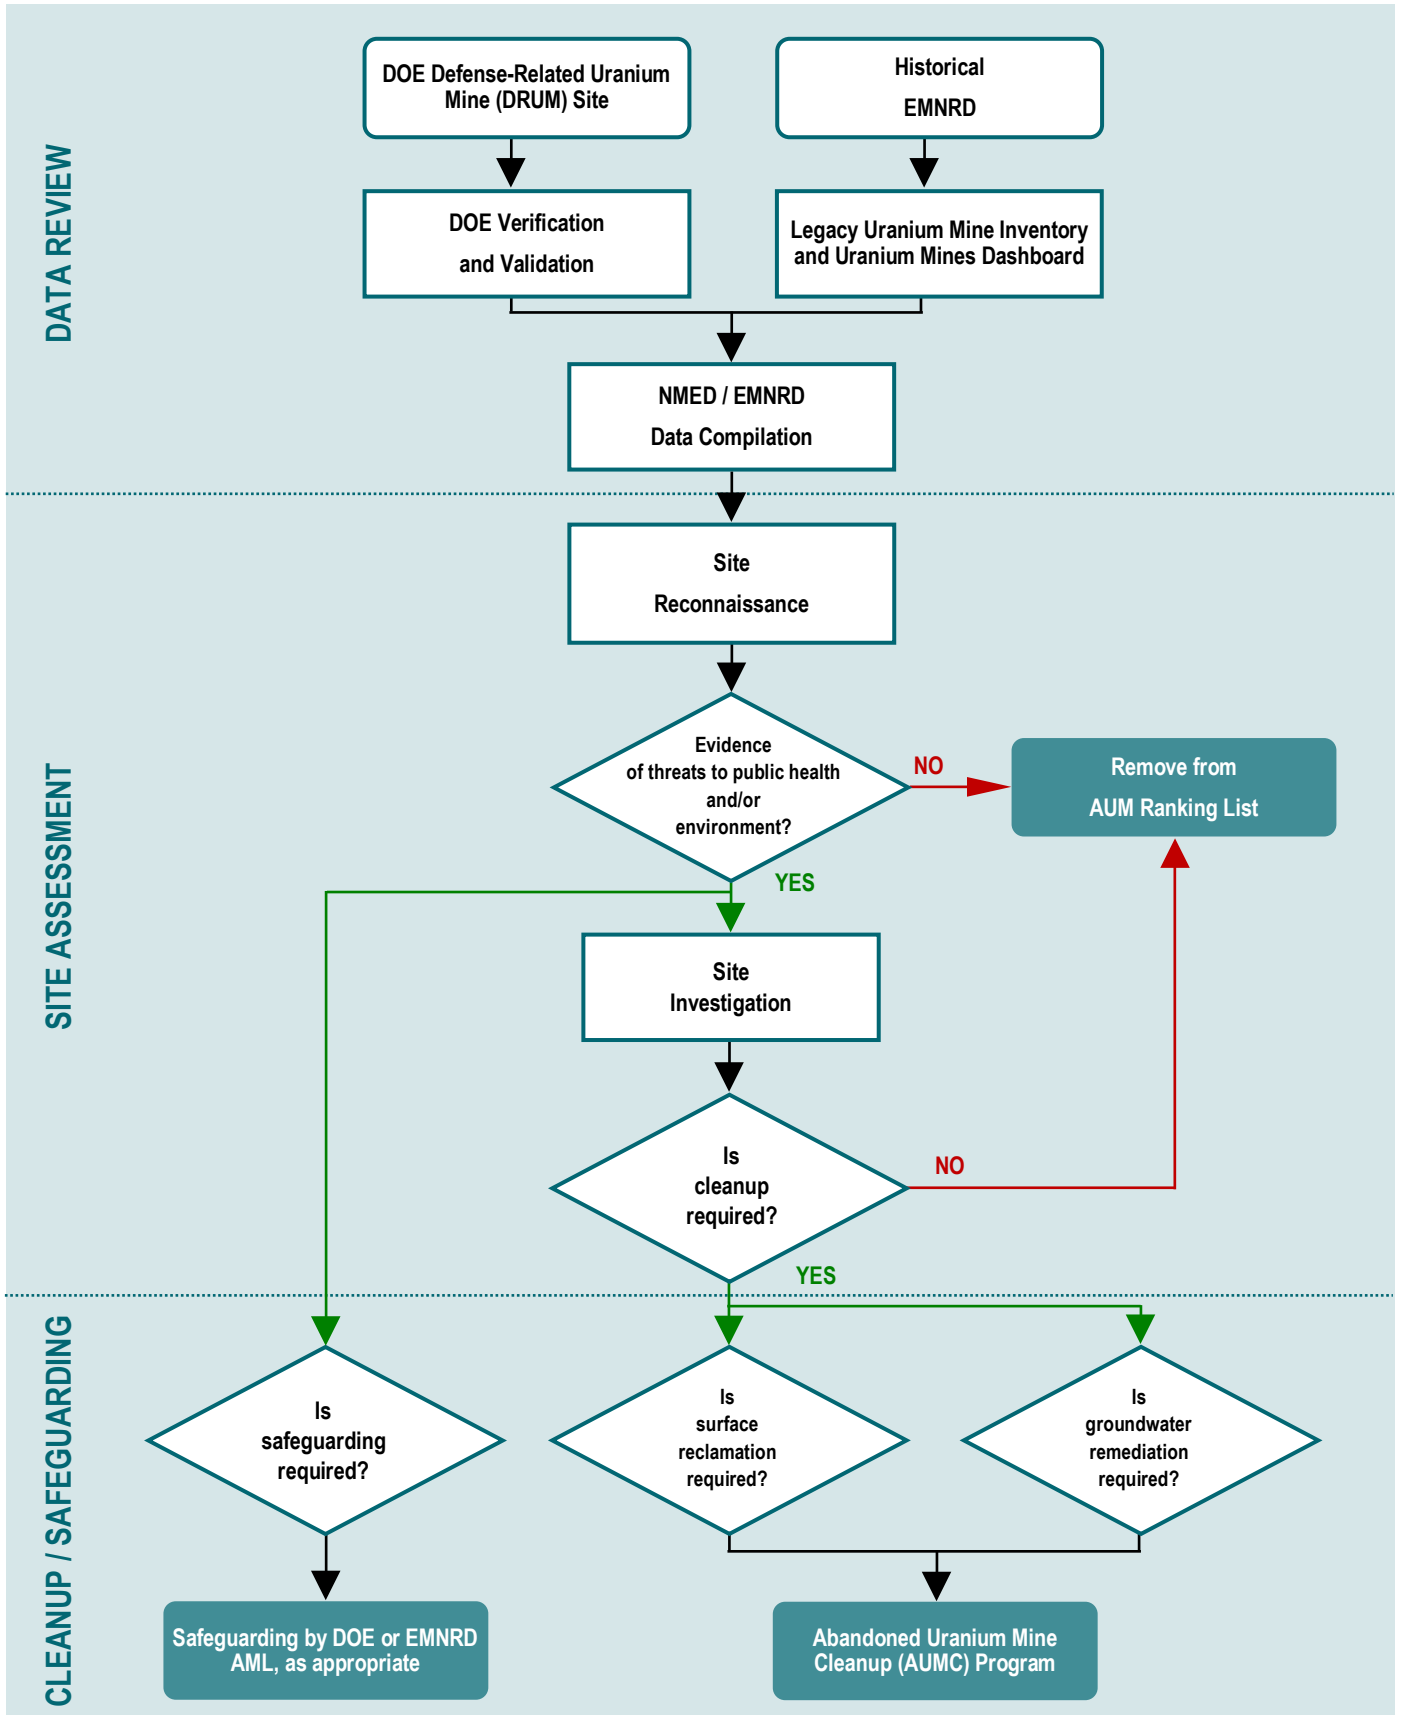 DATA REVIEW
DOE Defense-Related Uranium
Mine (DRUM) Site
Historical
EMNRD
DOE Verification
and Validation
Legacy Uranium Mine Inventory
and Uranium Mines Dashboard
NMED / EMNRD
Data Compilation
SITE ASSESSMENT
Site
Reconnaissance
Evidence
of threats to public health
and/or
environment?
NO
Remove from
AUM Ranking List
YES
Site
Investigation
Is
cleanup
required?
NO
YES
CLEANUP / SAFEGUARDING
Is
safeguarding
required?
Is
surface
reclamation
required?
Is
groundwater
remediation
required?
Safeguarding by DOE or EMNRD
AML, as appropriate
Abandoned Uranium Mine
Cleanup (AUMC) Program